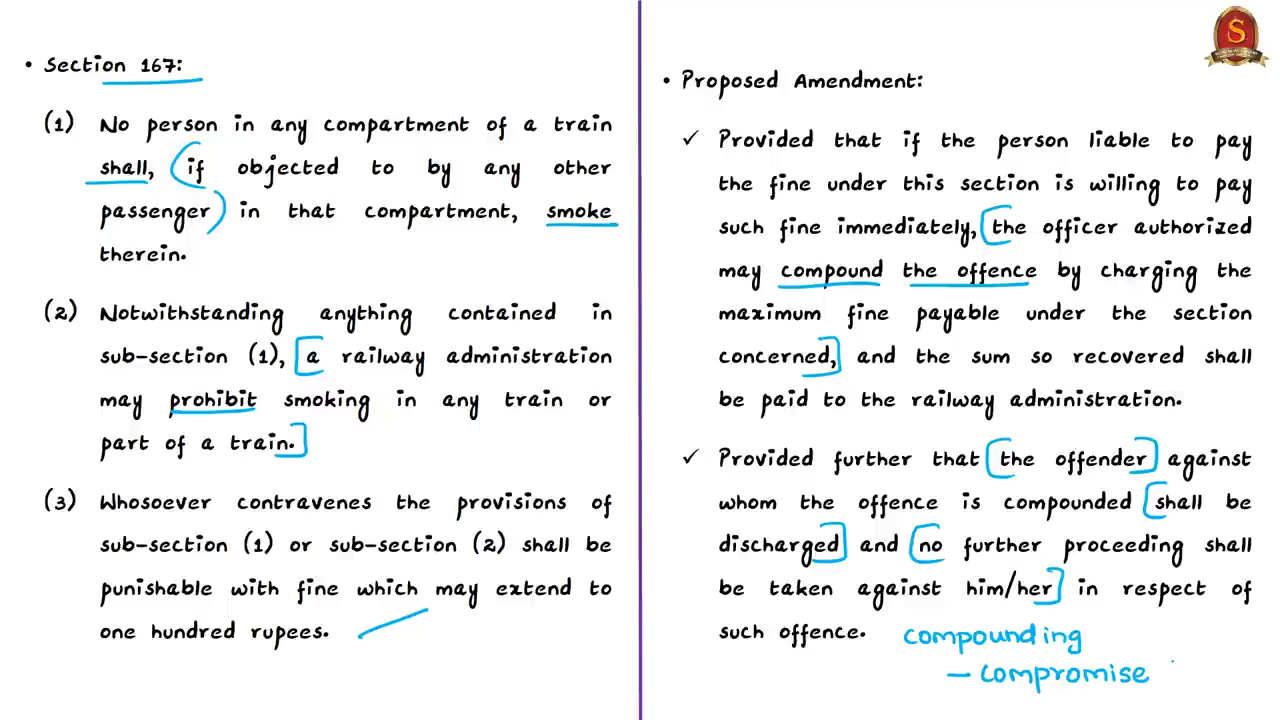 • Section 167:
(1) No person in any compartment of a train
shall, (if objected to by any other
passenger) in that compartment, smoke
therein.
(2) Notwithstanding anything contained in
sub-section (1), [a railway administration
may prohibit smoking in any train or
part of a train.]
(3) Whosoever contravenes the provisions of
sub-section (1) or sub-section (2) shall be
punishable with fine which may extend to
one hundred rupees.
• Proposed Amendment:
✓ Provided that if the person liable to pay
the fine under this section is willing to pay
such fine immediately, [the officer authorized
may compound the offence by charging the
maximum fine payable under the section
concerned,] and the sum so recovered shall
be paid to the railway administration.
✓ Provided further that [the offender] against
whom the offence is compounded [shall be
discharged] and [no further proceeding shall
be taken against him/her] in respect of
such offence.
compounding
— compromise
S